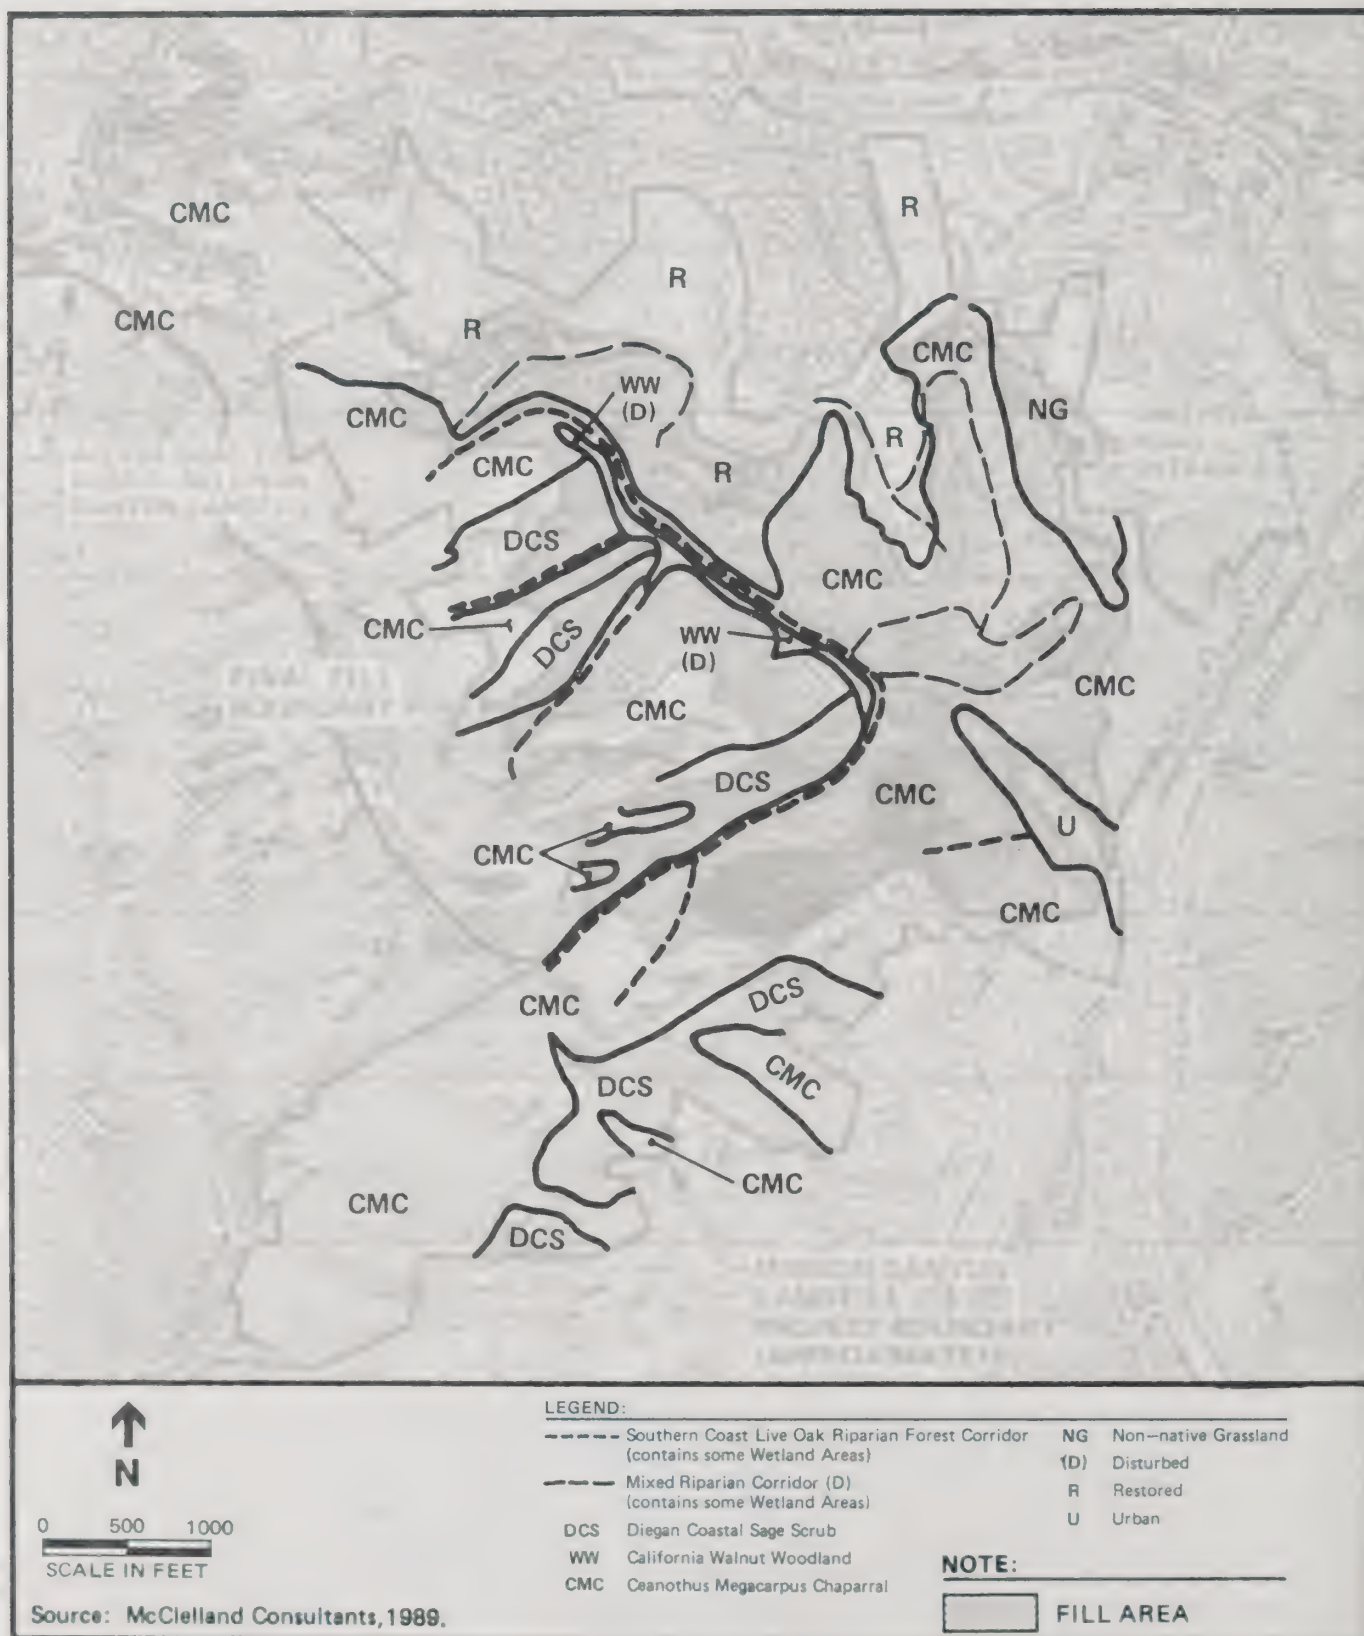 R
CMC
R
CMC
R
CMC
WW
(D)
CMC
NG
R
CMC
R
DCS
CMC
CMC
DCS
WW
(D)
CMC
CMC
DCS
CMC
U
CMC
CMC
DCS
CMC
CMC
DCS
CMC
CMC
DCS
FINAL FILL
N
0 500 1000
SCALE IN FEET
Source: McClelland Consultants, 1989.
LEGEND:
Southern Coast Live Oak Riparian Forest Corridor
(contains some Wetland Areas)
Mixed Riparian Corridor (D)
(contains some Wetland Areas)
DCS Diegan Coastal Sage Scrub
WW California Walnut Woodland
CMC Ceanothus Megacarpus Chaparral
NG Non-native Grassland
(D) Disturbed
R Restored
U Urban
NOTE:
FILL AREA